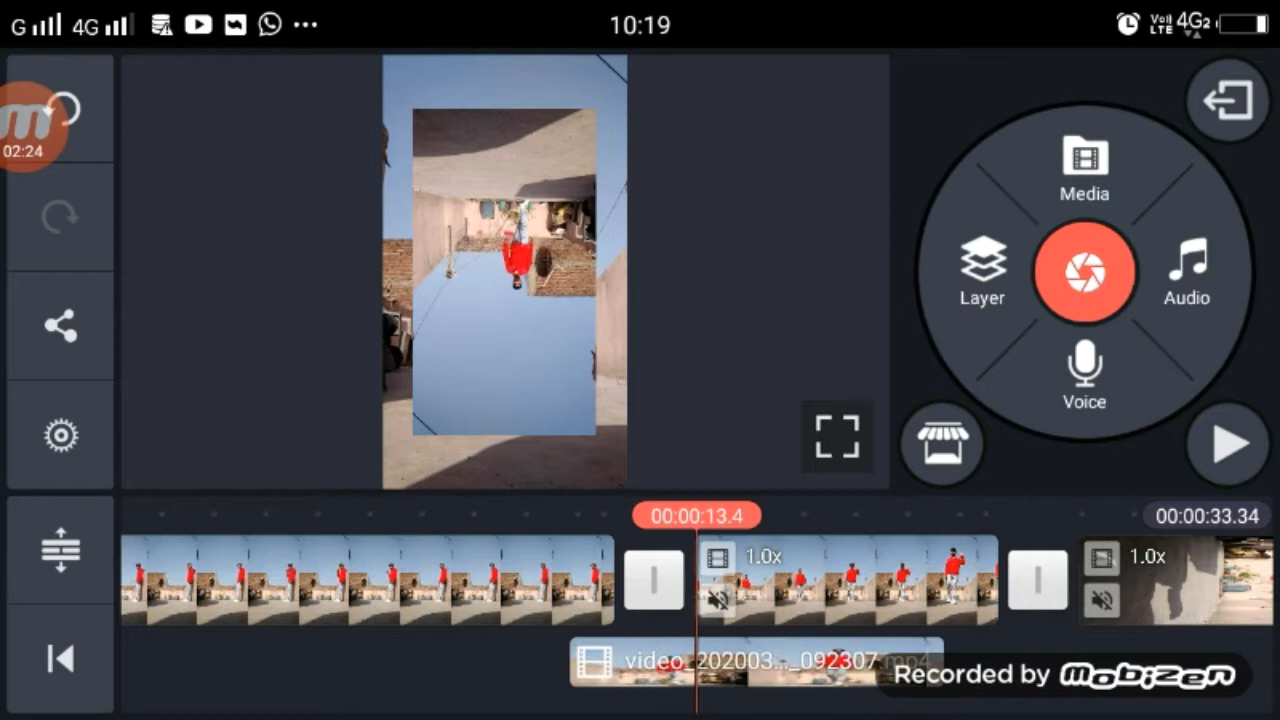 G 4G 10:19 VoLTE 4G2
m
02:24
Media
Layer
Audio
Voice
00:00:13.4
00:00:33.34
1.0x
1.0x
video_202003..._092307.mp4
Recorded by mobizen